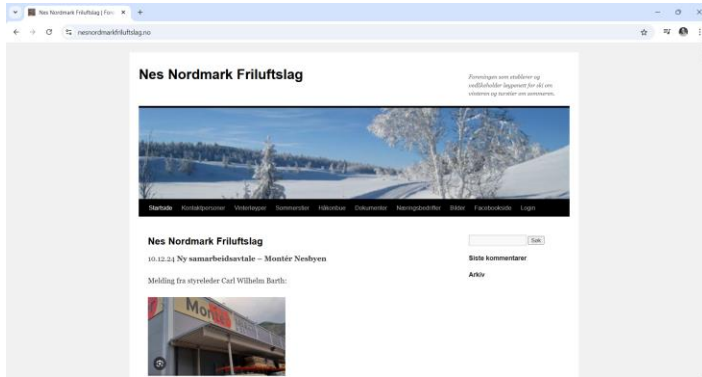 Nes Nordmark Friluftslag | Fore
nesnordmarkfriluftslag.no
Nes Nordmark Friluftslag
Foreningen som etablerer og
vedlikeholder løypenett for ski om
vinteren og turstier om sommeren.
Startside Kontaktpersoner Vinterløyper Sommerstier Håkonbue Dokumenter Næringsbedrifter Bilder Facebookside Login
Nes Nordmark Friluftslag
Søk
10.12.24 Ny samarbeidsavtale – Montér Nesbyen
Siste kommentarer
Arkiv
Melding fra styreleder Carl Wilhelm Barth:
Montér